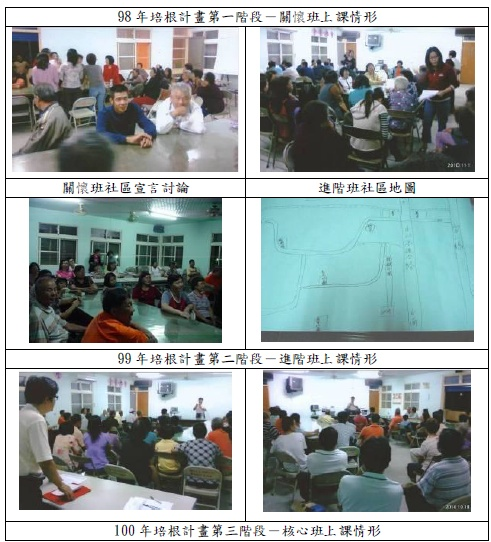 98 年培根計畫第一階段－關懷班上課情形
關懷班社區宣言討論
進階班社區地圖
99 年培根計畫第二階段－進階班上課情形
100 年培根計畫第三階段－核心班上課情形